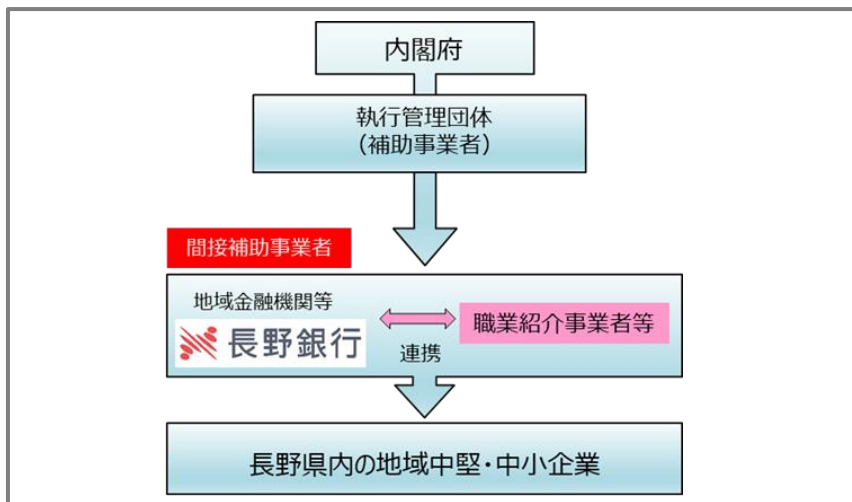 内閣府
執行管理団体
（補助事業者）
間接補助事業者
地域金融機関等
長野銀行
連携
職業紹介事業者等
長野県内の地域中堅・中小企業